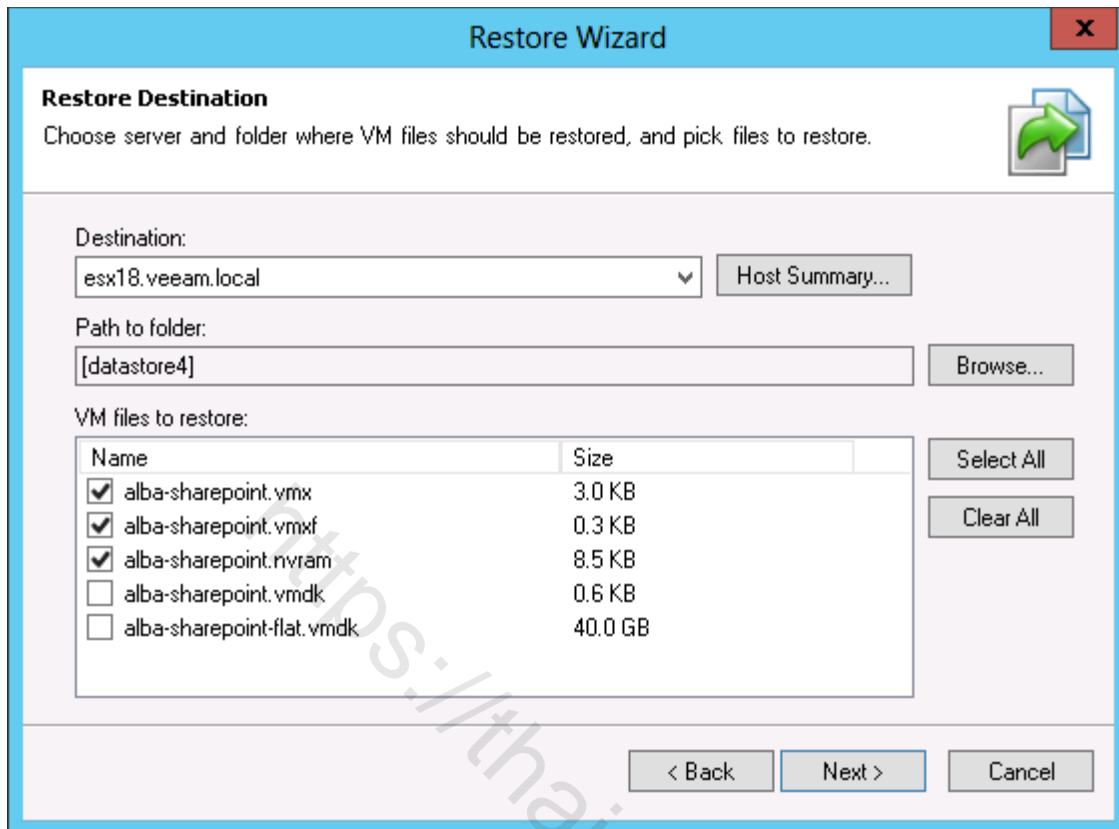 Restore Wizard
x
Restore Destination
Choose server and folder where VM files should be restored, and pick files to restore.
Destination:
esx18.veeam.local
Host Summary...
Path to folder:
[datastore4]
Browse...
VM files to restore:
Name Size
Select All
alba-sharepoint.vmx 3.0 KB
alba-sharepoint.vmxf 0.3 KB
Clear All
alba-sharepoint.nvram 8.5 KB
alba-sharepoint.vmdk 0.6 KB
alba-sharepoint-flat.vmdk 40.0 GB
< Back Next > Cancel
https://thai